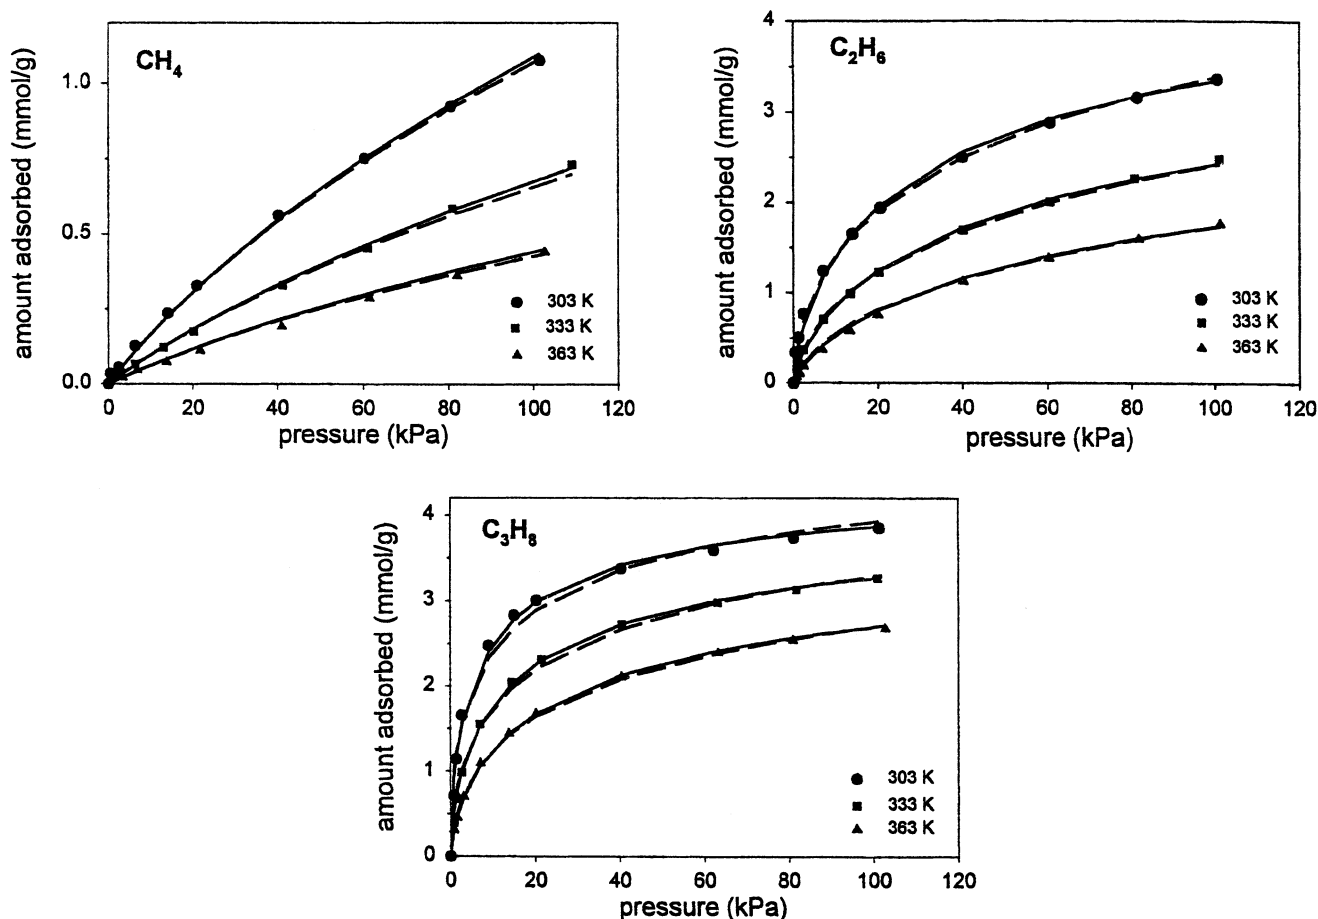 CH4
amount adsorbed (mmol/g)
1.0
0.5
0.0
303 K
333 K
363 K
0 20 40 60 80 100 120
pressure (kPa)
C2H6
amount adsorbed (mmol/g)
4
3
2
1
0
303 K
333 K
363 K
0 20 40 60 80 100 120
pressure (kPa)
C3H8
amount adsorbed (mmol/g)
4
3
2
1
0
303 K
333 K
363 K
0 20 40 60 80 100 120
pressure (kPa)